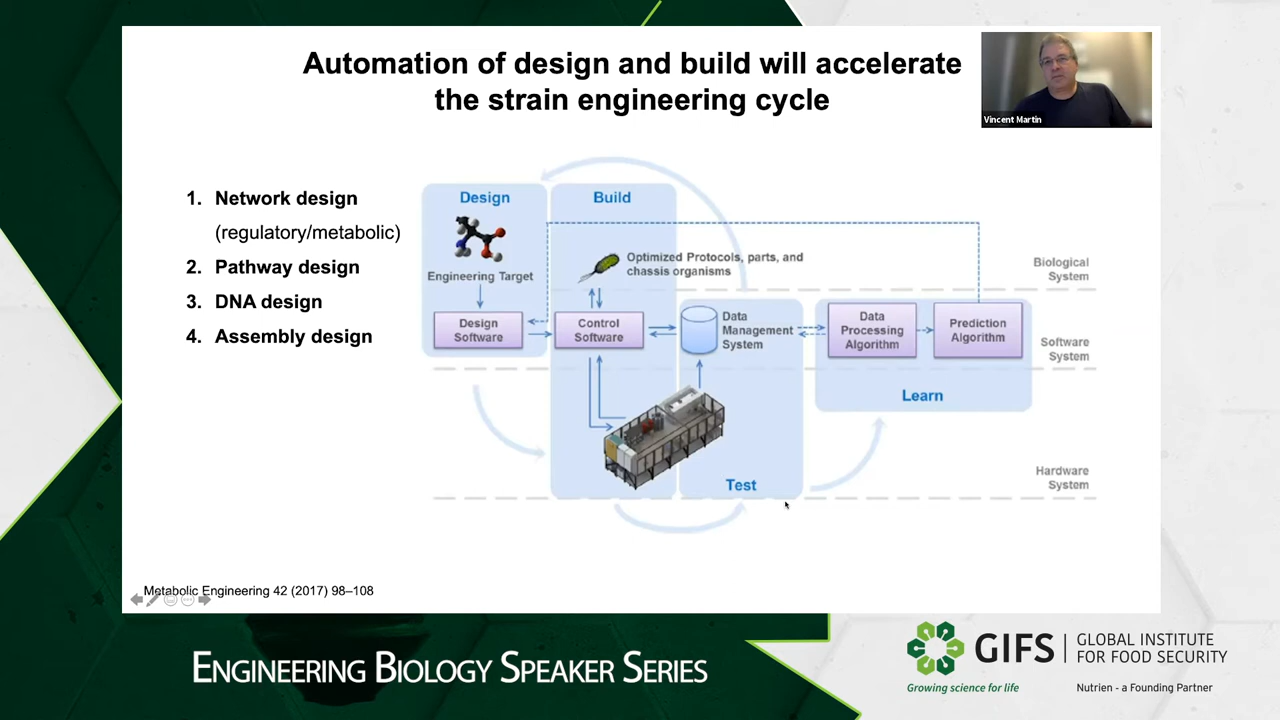 Automation of design and build will accelerate
the strain engineering cycle
Vincent Martin
1. Network design
(regulatory/metabolic)
2. Pathway design
3. DNA design
4. Assembly design
Design
Build
Engineering Target
Optimized Protocols, parts, and
chassis organisms
Biological
System
Design
Software
Control
Software
Data
Management
System
Data
Processing
Algorithm
Prediction
Algorithm
Software
System
Learn
Test
Hardware
System
Metabolic Engineering 42 (2017) 98–108
ENGINEERING BIOLOGY SPEAKER SERIES
GIFS
GLOBAL INSTITUTE
FOR FOOD SECURITY
Growing science for life
Nutrien - a Founding Partner